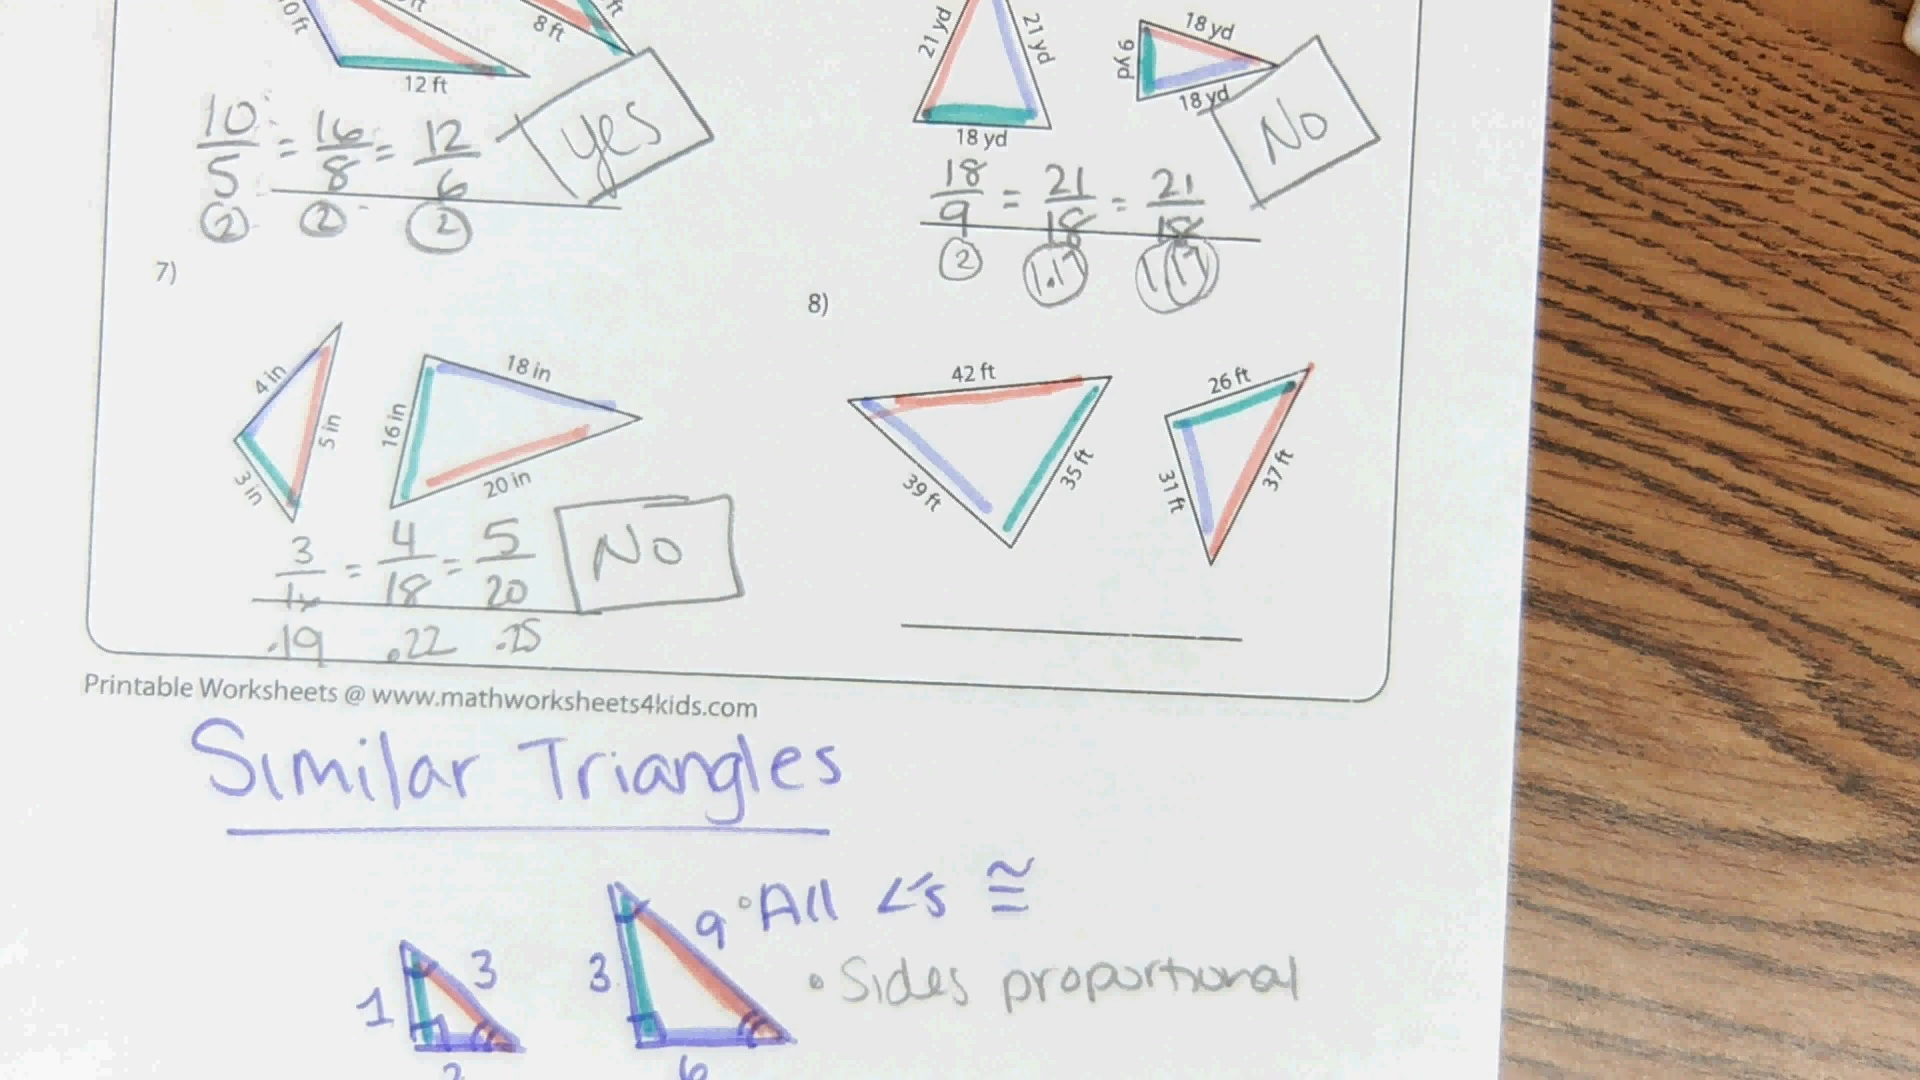 8 ft
12 ft
10/5 = 16/8 = 12/6
yes
2 2 2
21 yd
21 yd
18 yd
18 yd
9 yd
18 yd
18/9 = 21/18 = 21/18
No
2 1.17 1.17
7)
4 in
5 in
3 in
18 in
16 in
20 in
3/16 = 4/18 = 5/20
No
.19 .22 .25
8)
42 ft
39 ft
35 ft
26 ft
31 ft
37 ft
Printable Worksheets @ www.mathworksheets4kids.com
Similar Triangles
1 3
3 9
6
• All ∠'s ≅
• Sides proportional